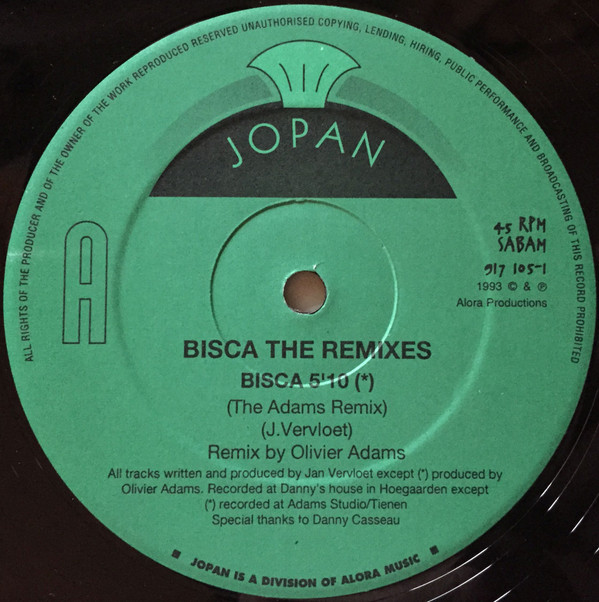 ALL RIGHTS OF THE PRODUCER AND OF THE OWNER OF THE WORK REPRODUCED RESERVED UNAUTHORISED COPYING, LENDING, HIRING, PUBLIC PERFORMANCE AND BROADCASTING OF THIS RECORD PROHIBITED
JOPAN
A
45 RPM
SABAM
917 105-1
1993 © & ℗
Alora Productions
BISCA THE REMIXES
BISCA 5'10 (*)
(The Adams Remix)
(J.Vervloet)
Remix by Olivier Adams
All tracks written and produced by Jan Vervloet except (*) produced by
Olivier Adams. Recorded at Danny's house in Hoegaarden except
(*) recorded at Adams Studio/Tienen
Special thanks to Danny Casseau
■ JOPAN IS A DIVISION OF ALORA MUSIC ■